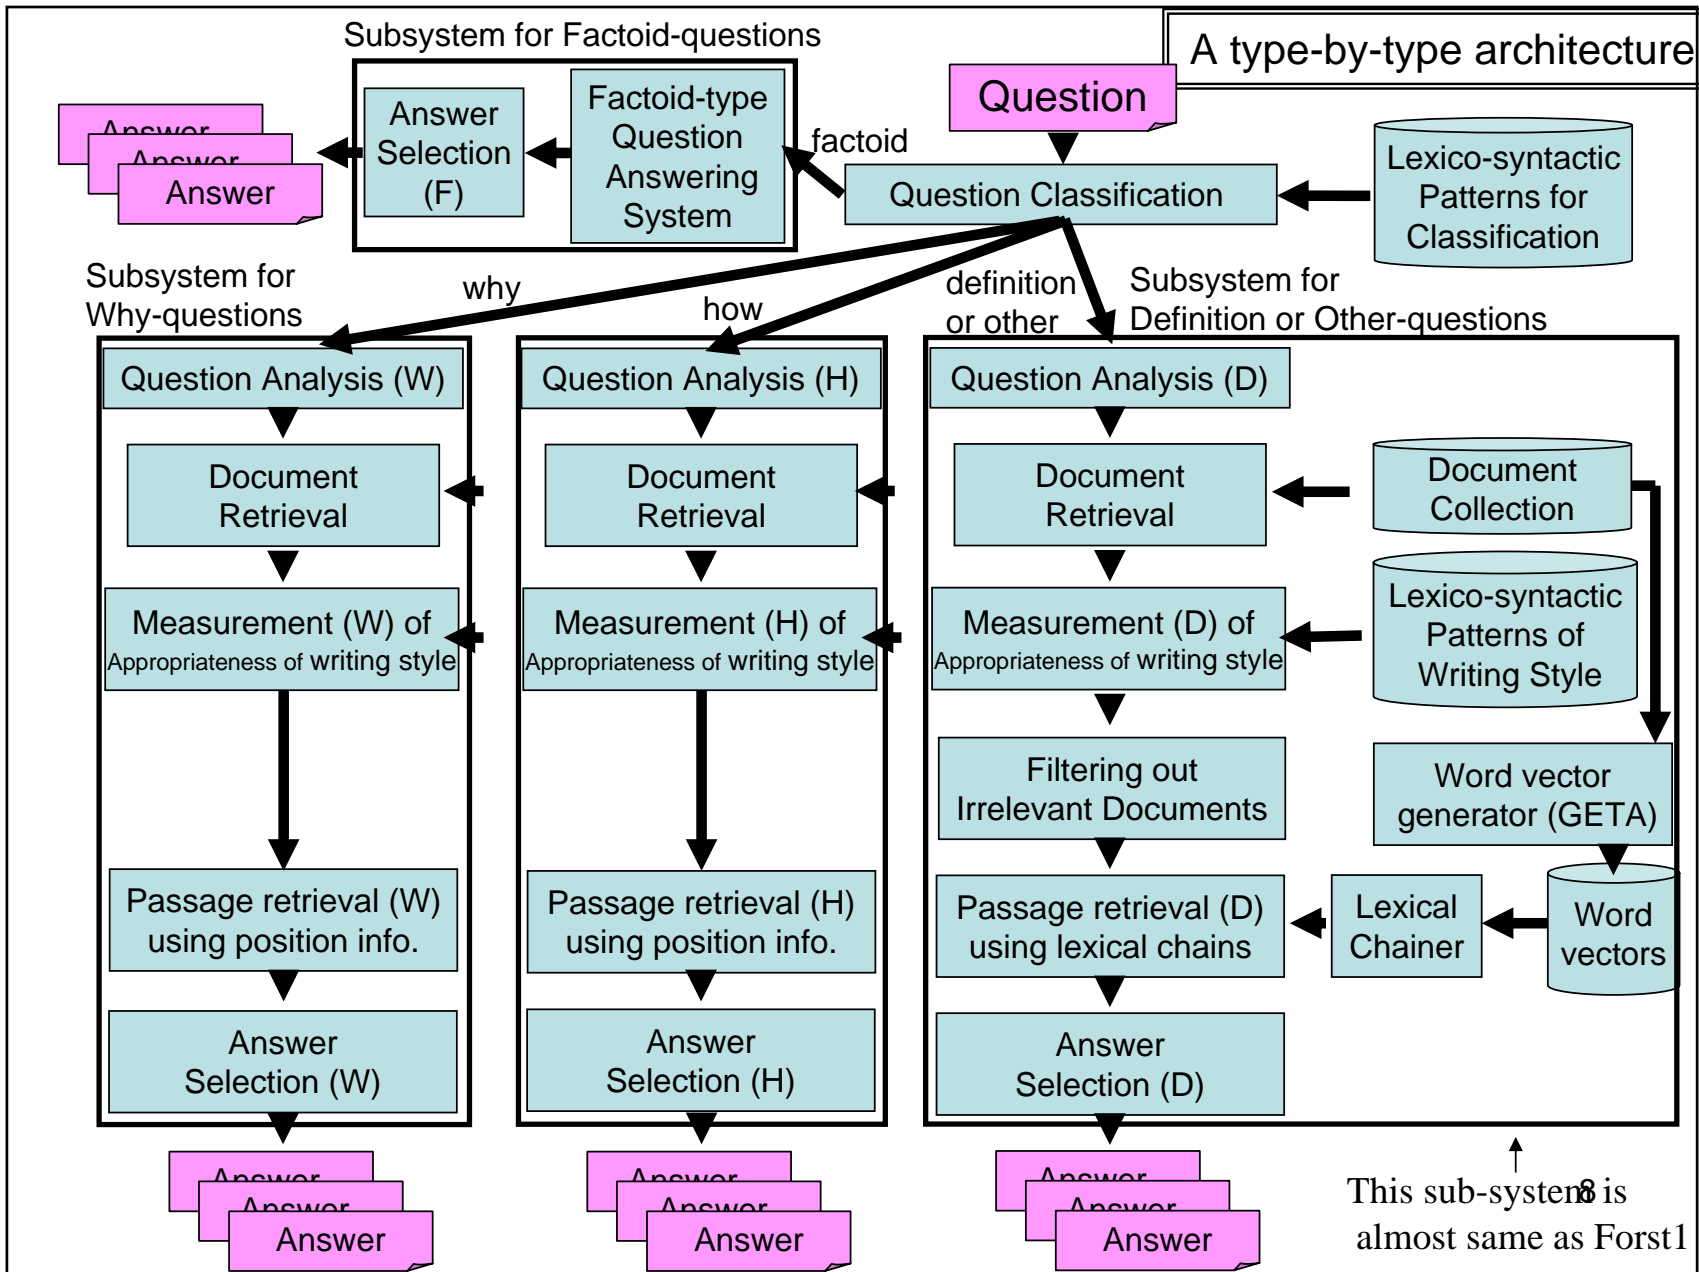 A type-by-type architecture
Subsystem for Factoid-questions
Question
Answer
Answer
Answer
Answer
Selection
(F)
Factoid-type
Question
Answering
System
factoid
Question Classification
Lexico-syntactic
Patterns for
Classification
Subsystem for
Why-questions
why
how
definition
or other
Subsystem for
Definition or Other-questions
Question Analysis (W)
Document
Retrieval
Measurement (W) of
Appropriateness of writing style
Passage retrieval (W)
using position info.
Answer
Selection (W)
Answer
Answer
Answer
Question Analysis (H)
Document
Retrieval
Measurement (H) of
Appropriateness of writing style
Passage retrieval (H)
using position info.
Answer
Selection (H)
Answer
Answer
Answer
Question Analysis (D)
Document
Retrieval
Measurement (D) of
Appropriateness of writing style
Filtering out
Irrelevant Documents
Passage retrieval (D)
using lexical chains
Answer
Selection (D)
Answer
Answer
Answer
Document
Collection
Lexico-syntactic
Patterns of
Writing Style
Word vector
generator (GETA)
Lexical
Chainer
Word
vectors
This sub-system is
almost same as Forst1
8